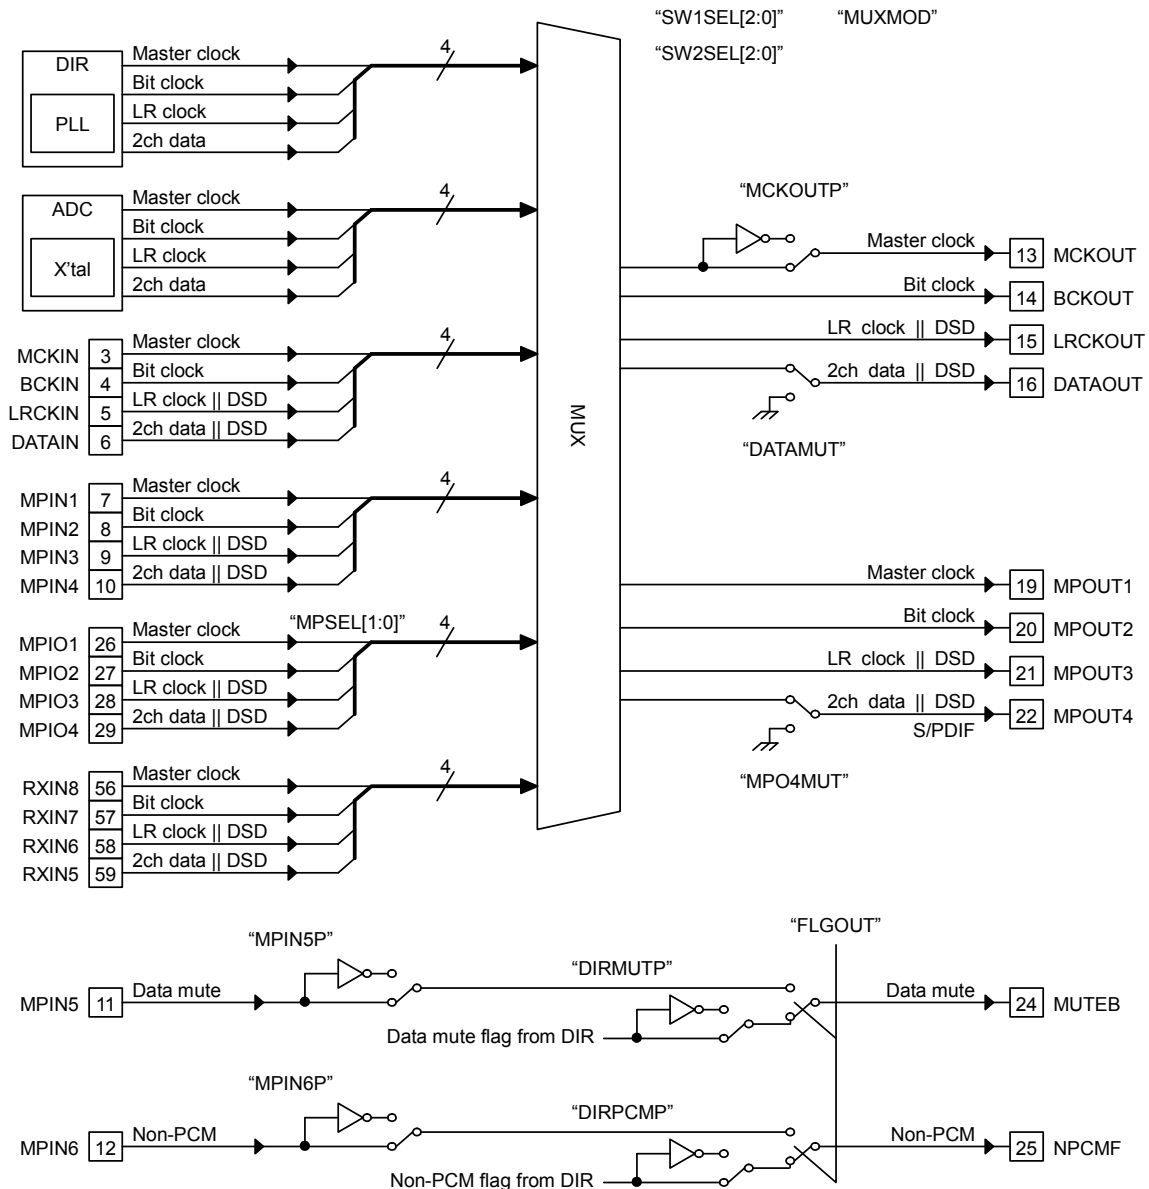 “SW1SEL[2:0]” “MUXMOD”
“SW2SEL[2:0]”
DIR
PLL
Master clock
Bit clock
LR clock
2ch data
4
ADC
X’tal
Master clock
Bit clock
LR clock
2ch data
4
MCKIN 3 Master clock
BCKIN 4 Bit clock
LRCKIN 5 LR clock || DSD
DATAIN 6 2ch data || DSD
4
MPIN1 7 Master clock
MPIN2 8 Bit clock
MPIN3 9 LR clock || DSD
MPIN4 10 2ch data || DSD
4
“MPSEL[1:0]”
MPIO1 26 Master clock
MPIO2 27 Bit clock
MPIO3 28 LR clock || DSD
MPIO4 29 2ch data || DSD
4
RXIN8 56 Master clock
RXIN7 57 Bit clock
RXIN6 58 LR clock || DSD
RXIN5 59 2ch data || DSD
4
MUX
“MCKOUTP”
Master clock 13 MCKOUT
Bit clock 14 BCKOUT
LR clock || DSD 15 LRCKOUT
2ch data || DSD 16 DATAOUT
“DATAMUT”
Master clock 19 MPOUT1
Bit clock 20 MPOUT2
LR clock || DSD 21 MPOUT3
2ch data || DSD 22 MPOUT4
S/PDIF
“MPO4MUT”
“FLGOUT”
“MPIN5P”
“DIRMUTP”
MPIN5 11 Data mute
Data mute 24 MUTEB
Data mute flag from DIR
“MPIN6P”
“DIRPCMP”
MPIN6 12 Non-PCM
Non-PCM 25 NPCMF
Non-PCM flag from DIR